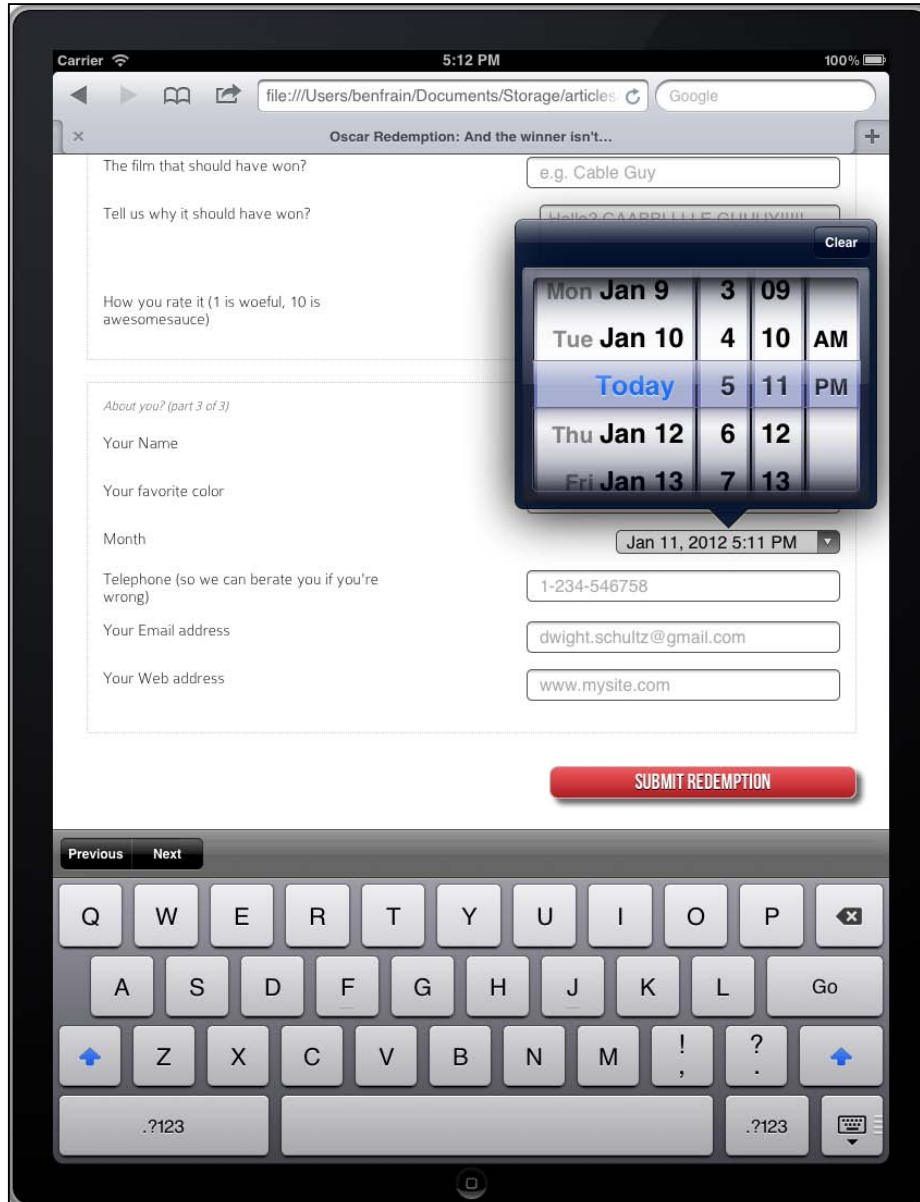 Carrier 5:12 PM 100%
file:///Users/benfrain/Documents/Storage/articles Google
Oscar Redemption: And the winner isn't...
The film that should have won? e.g. Cable Guy
Tell us why it should have won?
Clear
How you rate it (1 is woeful, 10 is
awesomesauce)
Mon Jan 9 3 09
Tue Jan 10 4 10 AM
Today 5 11 PM
Thu Jan 12 6 12
Fri Jan 13 7 13
About you? (part 3 of 3)
Your Name
Your favorite color
Month Jan 11, 2012 5:11 PM
Telephone (so we can berate you if you're
wrong) 1-234-546758
Your Email address dwight.schultz@gmail.com
Your Web address www.mysite.com
SUBMIT REDEMPTION
Previous Next
Q W E R T Y U I O P
A S D F G H J K L Go
Z X C V B N M ! , ? .
.?123 .?123